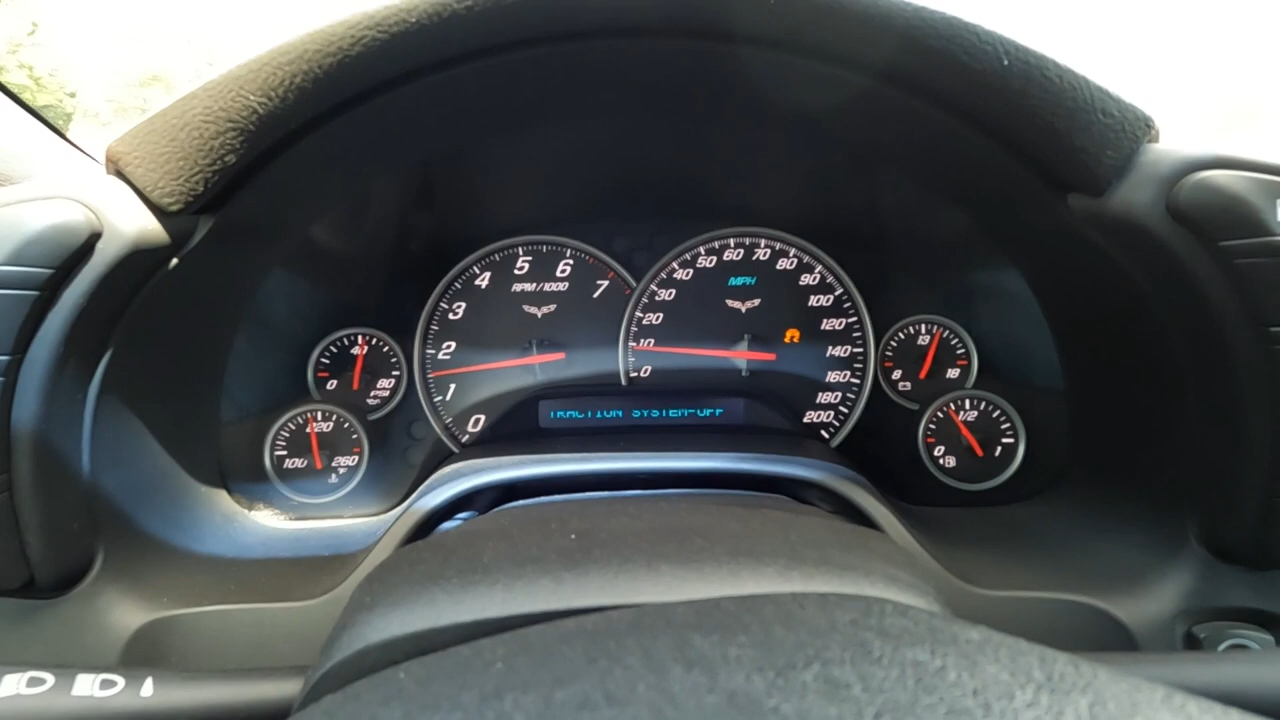 0 1 2 3 4 5 6 7
RPM/1000
0 10 20 30 40 50 60 70 80 90 100 120 140 160 180 200
MPH
0 40 80
PSI
100 220 260
°F
8 13 18
0 1/2 1
TRACTION SYSTEM-OFF